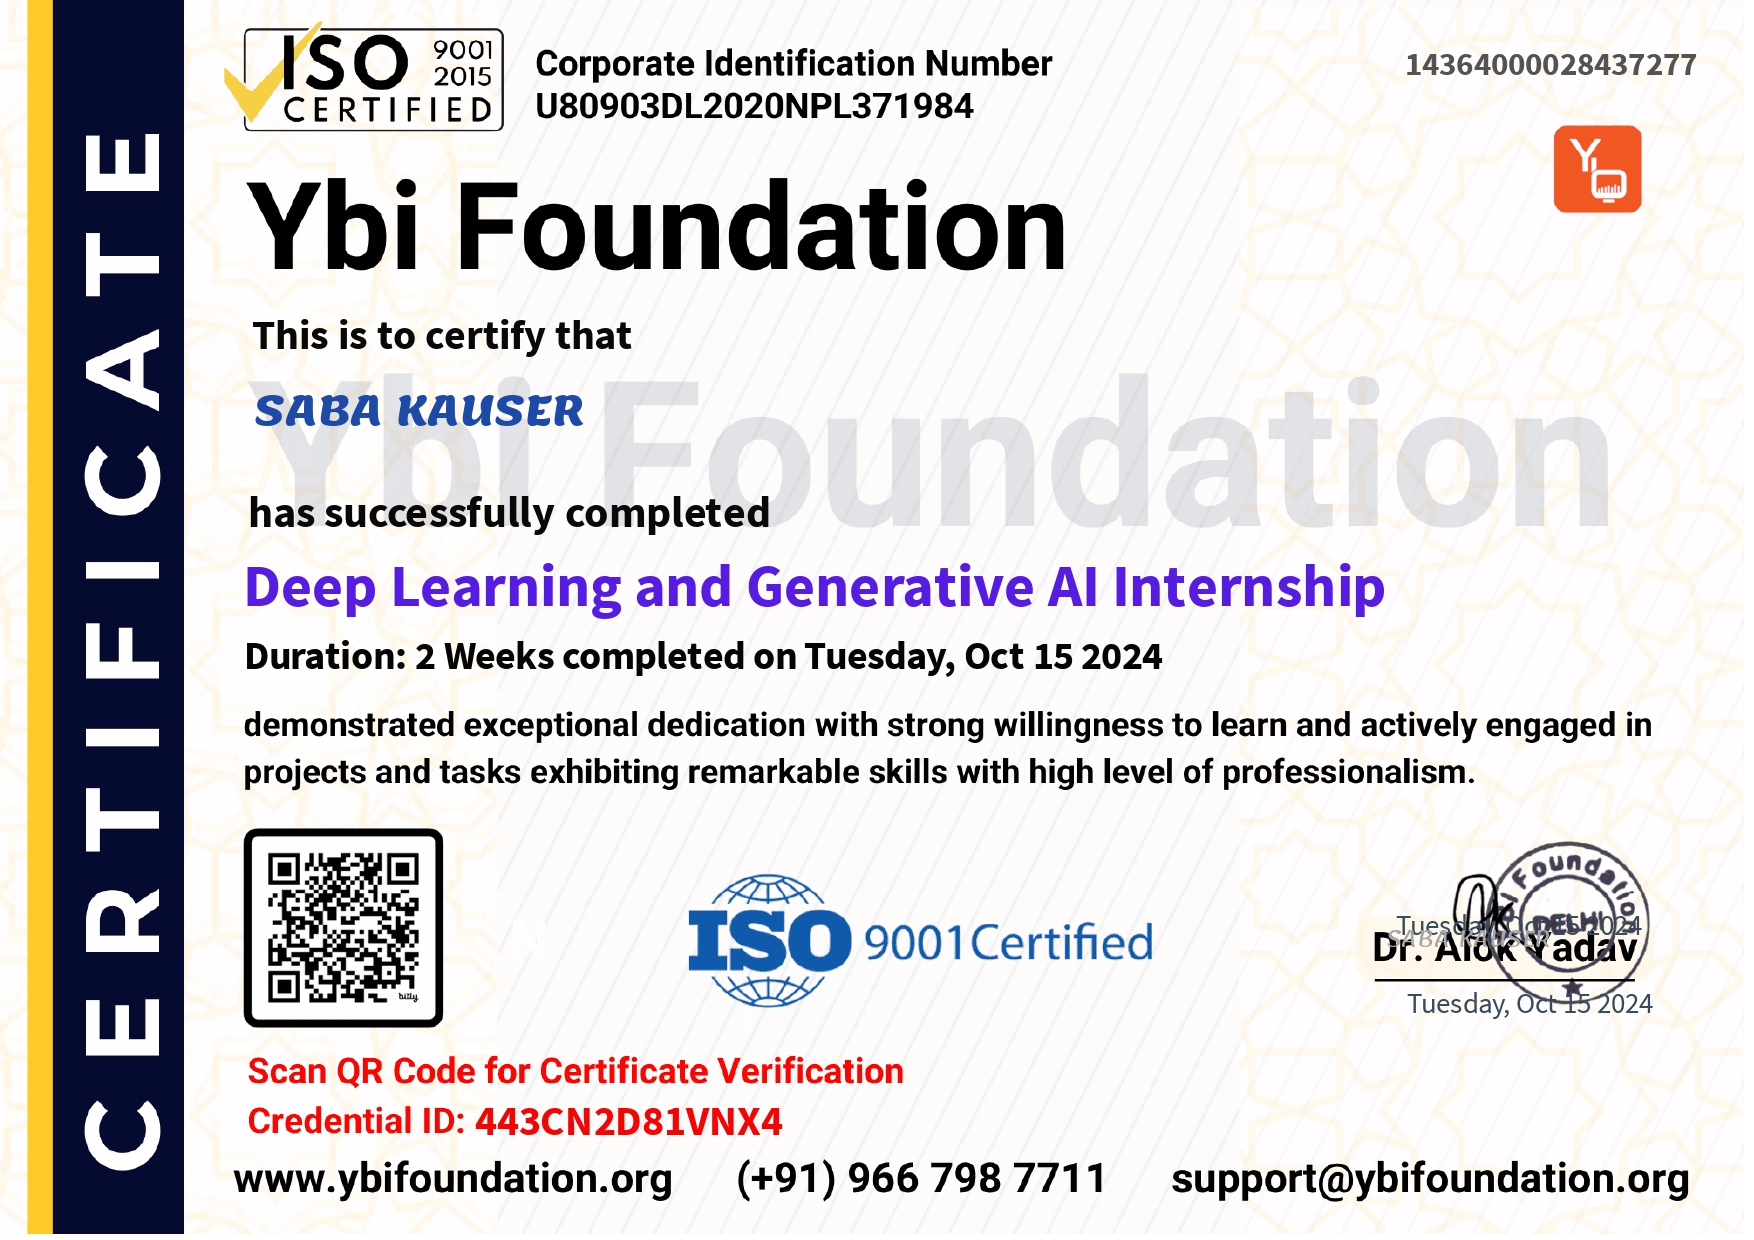 CERTIFICATE
ISO 9001
2015
CERTIFIED
Corporate Identification Number
U80903DL2020NPL371984
14364000028437277
Yb
Ybi Foundation
This is to certify that
Ybi Foundation
SABA KAUSER
has successfully completed
Deep Learning and Generative AI Internship
Duration: 2 Weeks completed on Tuesday, Oct 15 2024
demonstrated exceptional dedication with strong willingness to learn and actively engaged in
projects and tasks exhibiting remarkable skills with high level of professionalism.
bitly
ISO 9001Certified
Ybi Foundation
DELHI
Tuesday, Oct 15 2024
SABA KAUSER
Dr. Alok Yadav
Tuesday, Oct 15 2024
Scan QR Code for Certificate Verification
Credential ID: 443CN2D81VNX4
www.ybifoundation.org (+91) 966 798 7711 support@ybifoundation.org